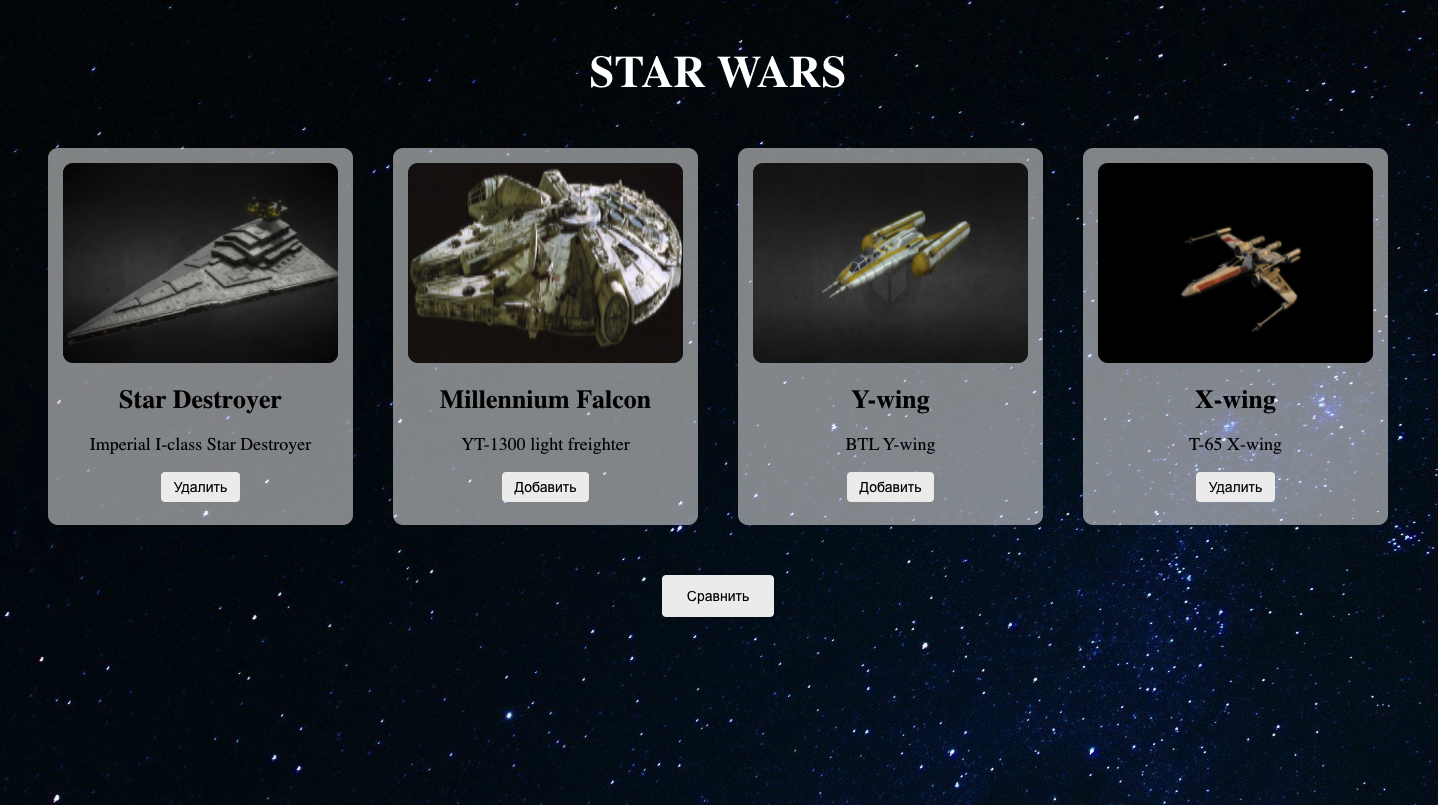 STAR WARS
Star Destroyer
Imperial I-class Star Destroyer
Удалить
Millennium Falcon
YT-1300 light freighter
Добавить
Y-wing
BTL Y-wing
Добавить
X-wing
T-65 X-wing
Удалить
Сравнить